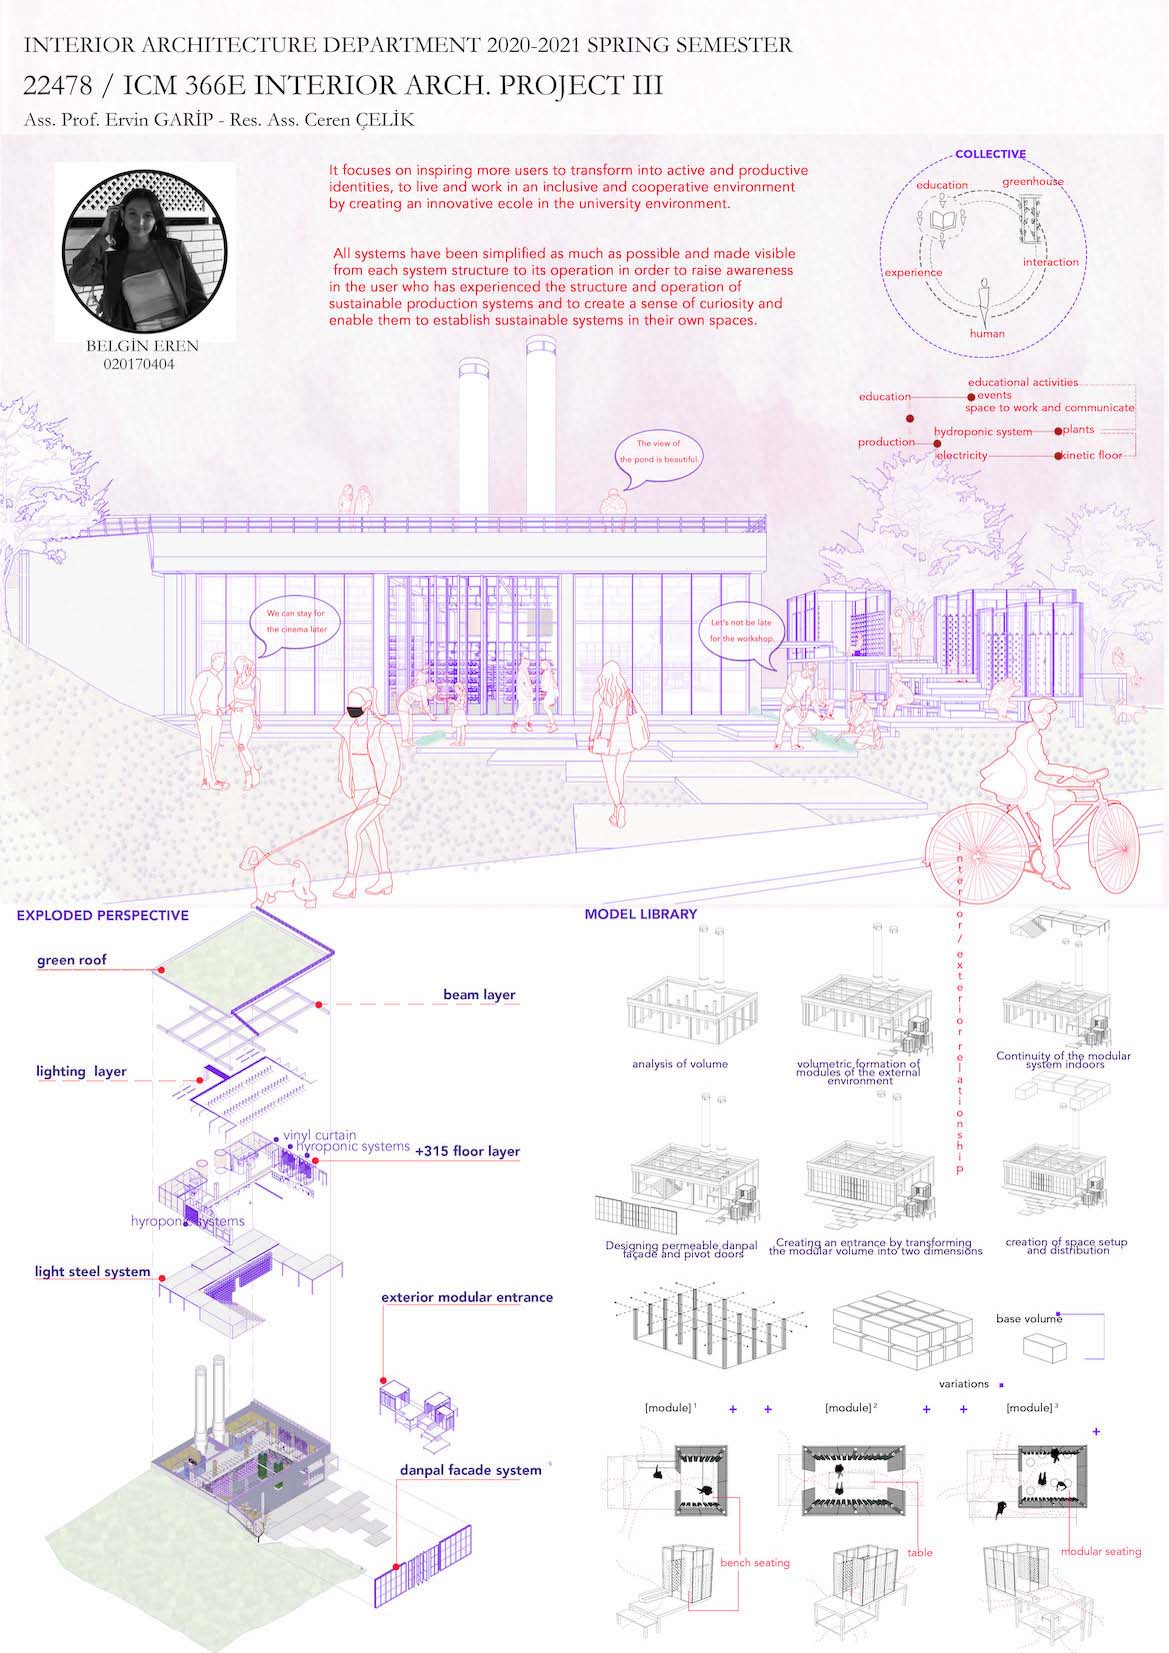 INTERIOR ARCHITECTURE DEPARTMENT 2020-2021 SPRING SEMESTER
22478 / ICM 366E INTERIOR ARCH. PROJECT III
Ass. Prof. Ervin GARİP - Res. Ass. Ceren ÇELİK
BELGİN EREN
020170404
It focuses on inspiring more users to transform into active and productive
identities, to live and work in an inclusive and cooperative environment
by creating an innovative ecole in the university environment.
All systems have been simplified as much as possible and made visible
from each system structure to its operation in order to raise awareness
in the user who has experienced the structure and operation of
sustainable production systems and to create a sense of curiosity and
enable them to establish sustainable systems in their own spaces.
COLLECTIVE
education
greenhouse
experience
interaction
human
educational activities
education
events
space to work and communicate
hydroponic system
plants
production
electricity
kinetic floor
The view of
the pond is beautiful.
We can stay for
the cinema later
Let's not be late
for the workshop.
interior/ exterior relationship
EXPLODED PERSPECTIVE
green roof
beam layer
lighting layer
vinyl curtain
hyroponic systems
+315 floor layer
hyroponic systems
light steel system
exterior modular entrance
danpal facade system
MODEL LIBRARY
analysis of volume
volumetric formation of
modules of the external
environment
Continuity of the modular
system indoors
Designing permeable danpal
façade and pivot doors
Creating an entrance by transforming
the modular volume into two dimensions
creation of space setup
and distribution
base volume
variations
[module] 1
+ +
[module] 2
+ +
[module] 3
+
bench seating
table
modular seating